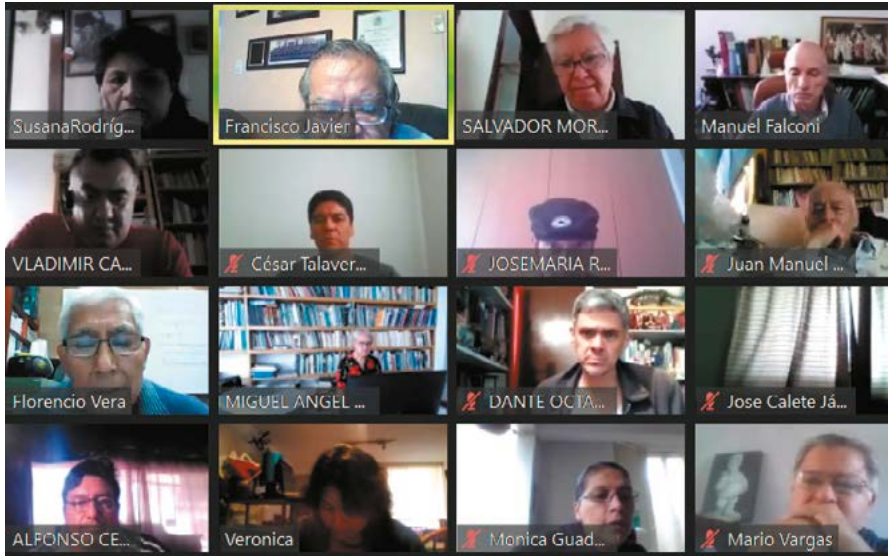 SusanaRodríg...
Francisco Javier
SALVADOR MOR...
Manuel Falconi
VLADIMIR CA...
César Talaver...
JOSEMARIA R...
Juan Manuel ...
Florencio Vera
MIGUEL ANGEL ...
DANTE OCTA...
Jose Calete Já...
ALFONSO CE...
Veronica
Monica Guad...
Mario Vargas